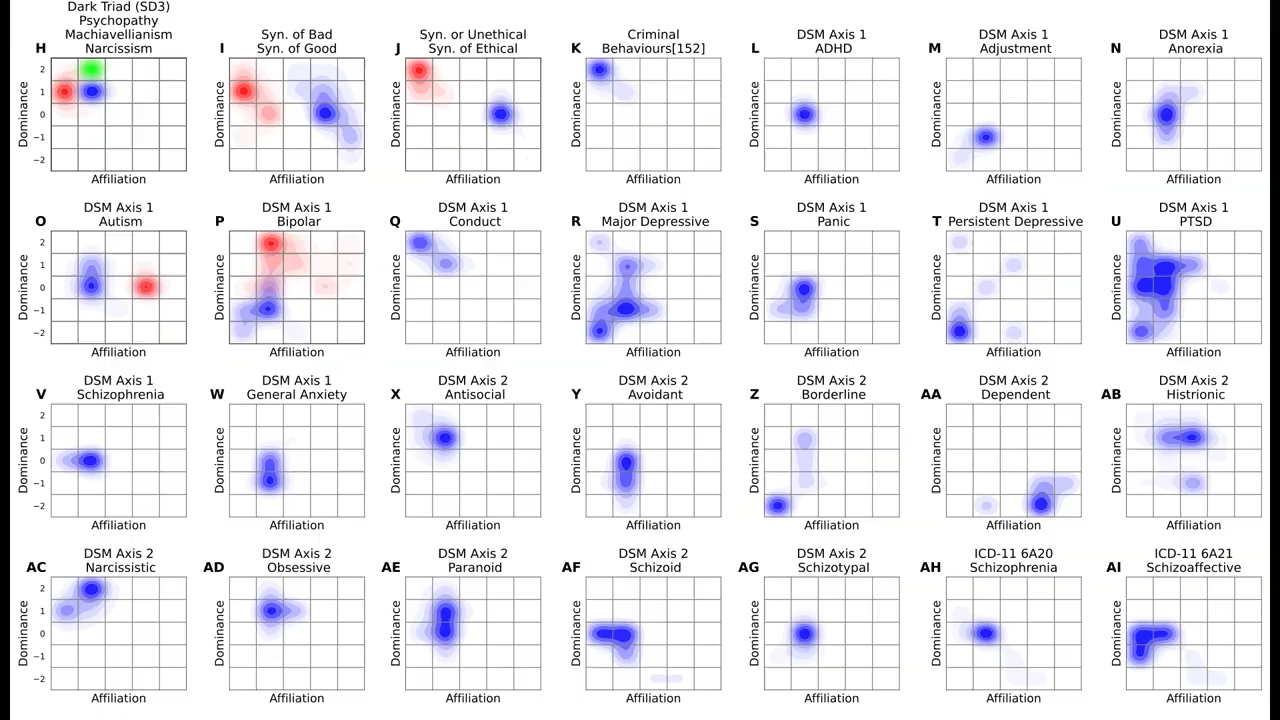 Dark Triad (SD3)
Psychopathy
Machiavellianism
H Narcissism
I Syn. of Bad
Syn. of Good
J Syn. or Unethical
Syn. of Ethical
K Criminal
Behaviours[152]
L DSM Axis 1
ADHD
M DSM Axis 1
Adjustment
N DSM Axis 1
Anorexia
2
1
0
−1
−2
Dominance Dominance Dominance Dominance Dominance Dominance Dominance
Affiliation Affiliation Affiliation Affiliation Affiliation Affiliation Affiliation
O DSM Axis 1
Autism
P DSM Axis 1
Bipolar
Q DSM Axis 1
Conduct
R DSM Axis 1
Major Depressive
S DSM Axis 1
Panic
T DSM Axis 1
Persistent Depressive
U DSM Axis 1
PTSD
2
1
0
−1
−2
Dominance Dominance Dominance Dominance Dominance Dominance Dominance
Affiliation Affiliation Affiliation Affiliation Affiliation Affiliation Affiliation
V DSM Axis 1
Schizophrenia
W DSM Axis 1
General Anxiety
X DSM Axis 2
Antisocial
Y DSM Axis 2
Avoidant
Z DSM Axis 2
Borderline
AA DSM Axis 2
Dependent
AB DSM Axis 2
Histrionic
2
1
0
−1
−2
Dominance Dominance Dominance Dominance Dominance Dominance Dominance
Affiliation Affiliation Affiliation Affiliation Affiliation Affiliation Affiliation
AC DSM Axis 2
Narcissistic
AD DSM Axis 2
Obsessive
AE DSM Axis 2
Paranoid
AF DSM Axis 2
Schizoid
AG DSM Axis 2
Schizotypal
AH ICD-11 6A20
Schizophrenia
AI ICD-11 6A21
Schizoaffective
2
1
0
−1
−2
Dominance Dominance Dominance Dominance Dominance Dominance Dominance
Affiliation Affiliation Affiliation Affiliation Affiliation Affiliation Affiliation